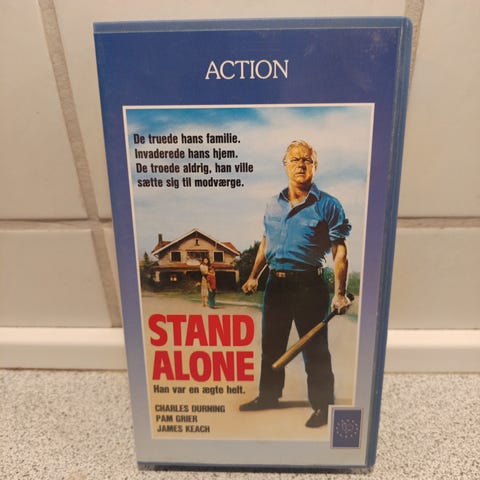 ACTION
De truede hans familie.
Invaderede hans hjem.
De troede aldrig, han ville
sætte sig til modværge.
STAND
ALONE
Han var en ægte helt.
CHARLES DURNING
PAM GRIER
JAMES KEACH